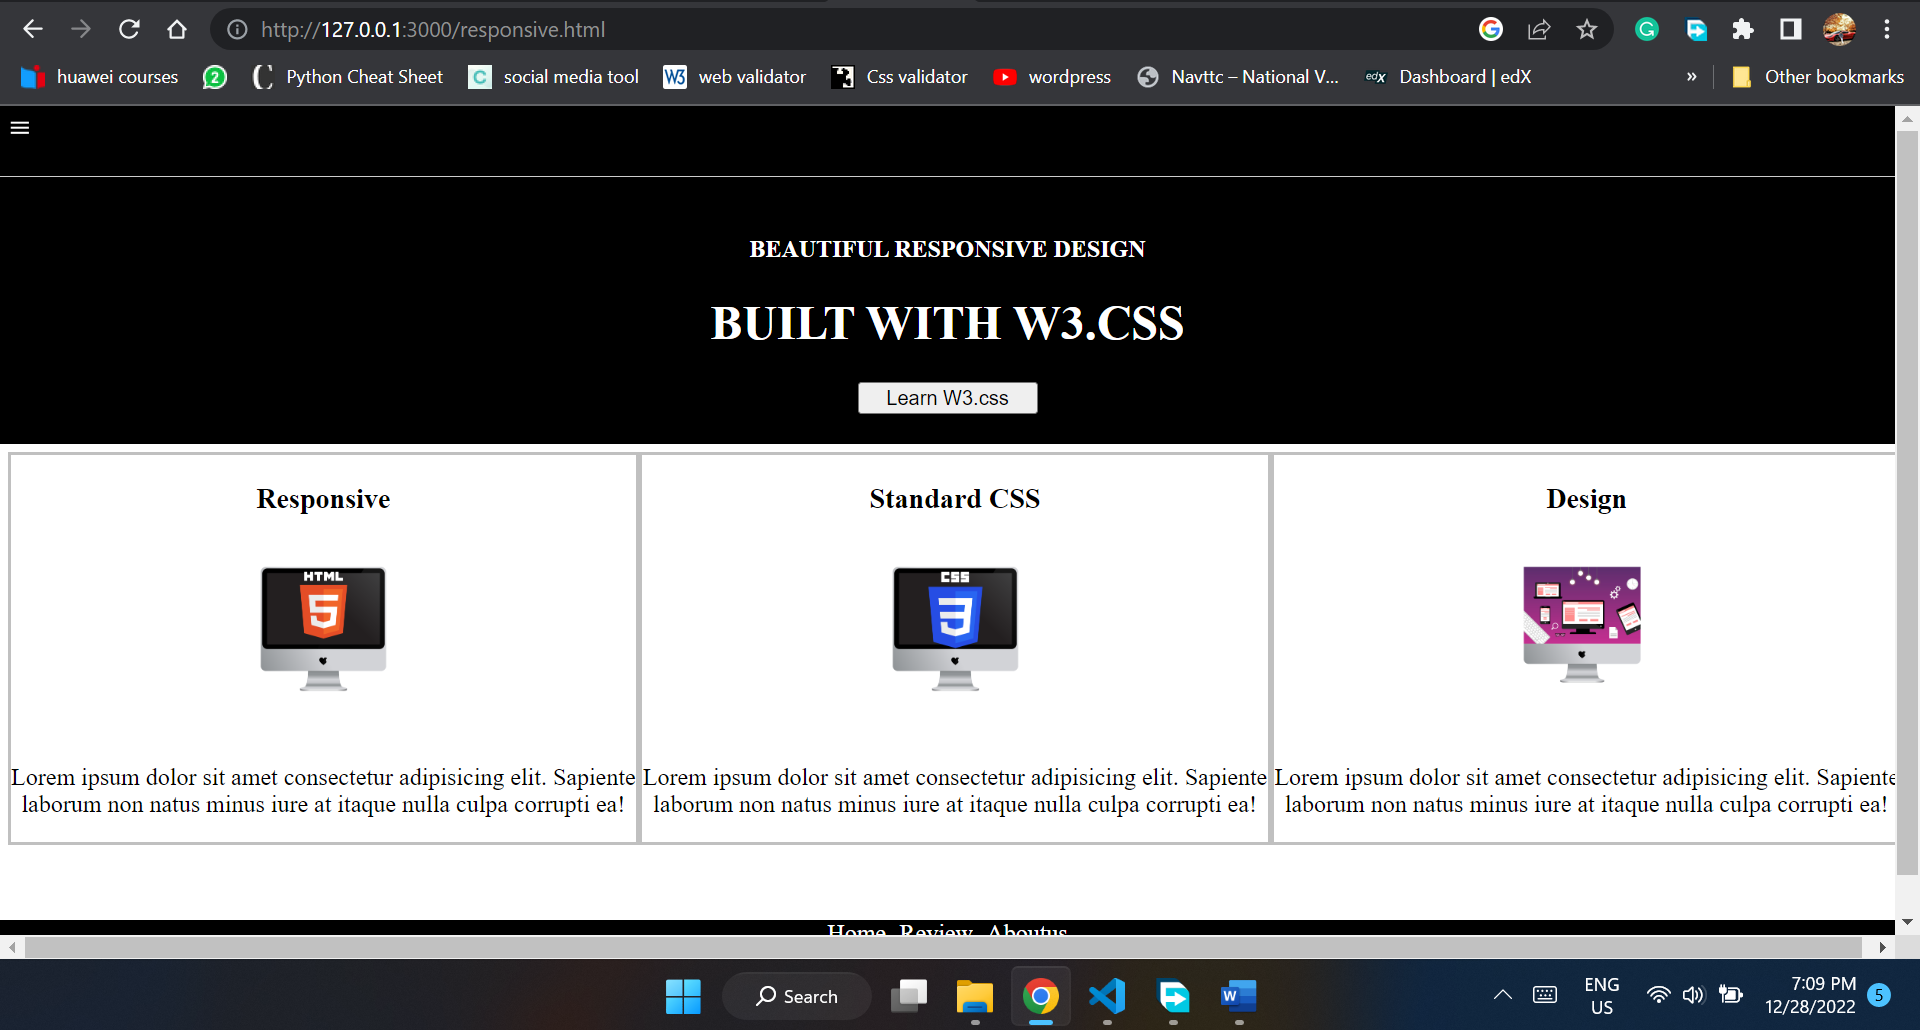 http://127.0.0.1:3000/responsive.html
huawei courses
2
Python Cheat Sheet
C social media tool
W3 web validator
Css validator
wordpress
Navttc – National V...
edX Dashboard | edX
»
Other bookmarks
BEAUTIFUL RESPONSIVE DESIGN
BUILT WITH W3.CSS
Learn W3.css
Responsive
Standard CSS
Design
HTML
5
CSS
3
Lorem ipsum dolor sit amet consectetur adipisicing elit. Sapiente
laborum non natus minus iure at itaque nulla culpa corrupti ea!
Lorem ipsum dolor sit amet consectetur adipisicing elit. Sapiente
laborum non natus minus iure at itaque nulla culpa corrupti ea!
Lorem ipsum dolor sit amet consectetur adipisicing elit. Sapiente
laborum non natus minus iure at itaque nulla culpa corrupti ea!
Home Review Aboutus
Search
W
ENG
US
7:09 PM
12/28/2022
5